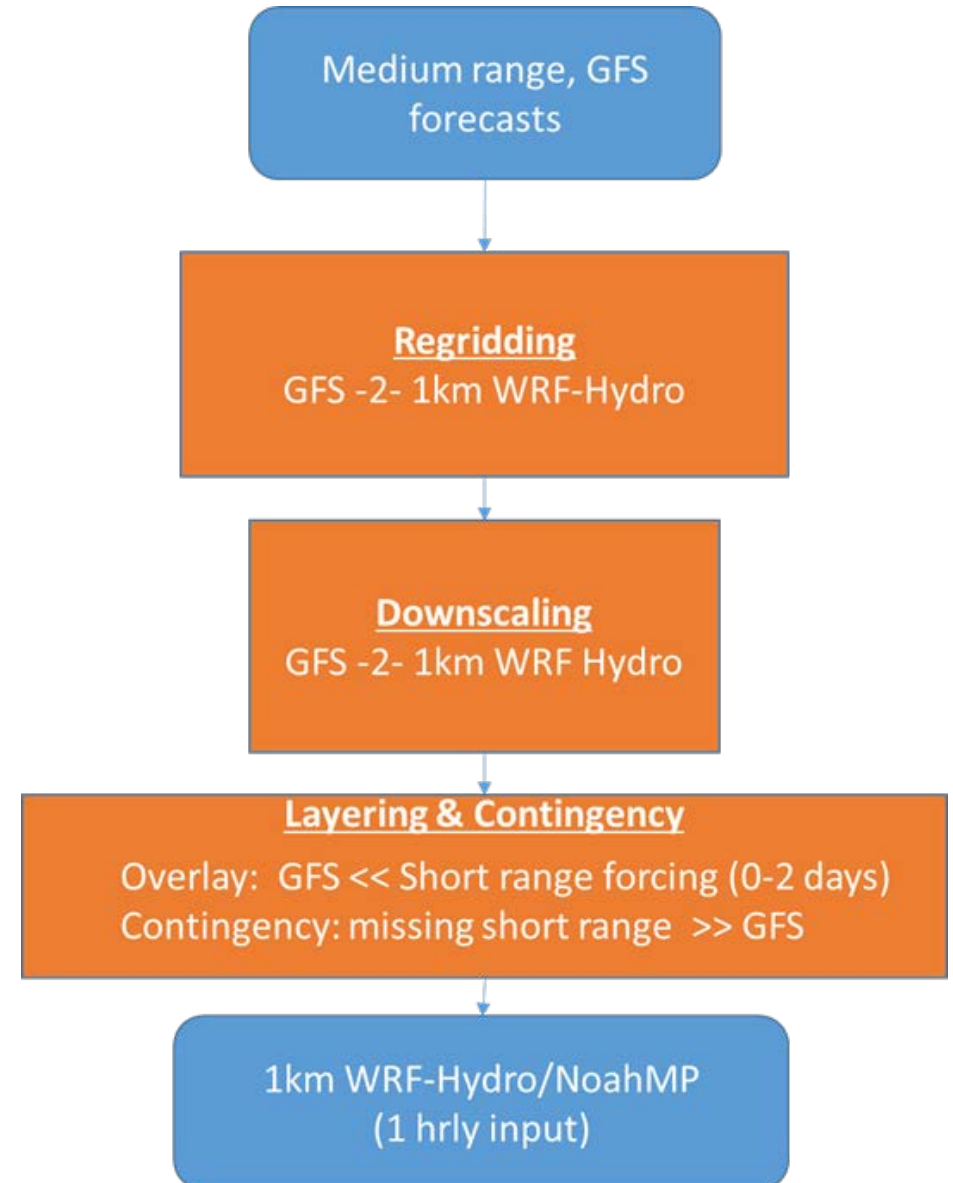 Medium range, GFS
forecasts
Regridding
GFS -2- 1km WRF-Hydro
Downscaling
GFS -2- 1km WRF Hydro
Layering & Contingency
Overlay: GFS << Short range forcing (0-2 days)
Contingency: missing short range >> GFS
1km WRF-Hydro/NoahMP
(1 hrly input)